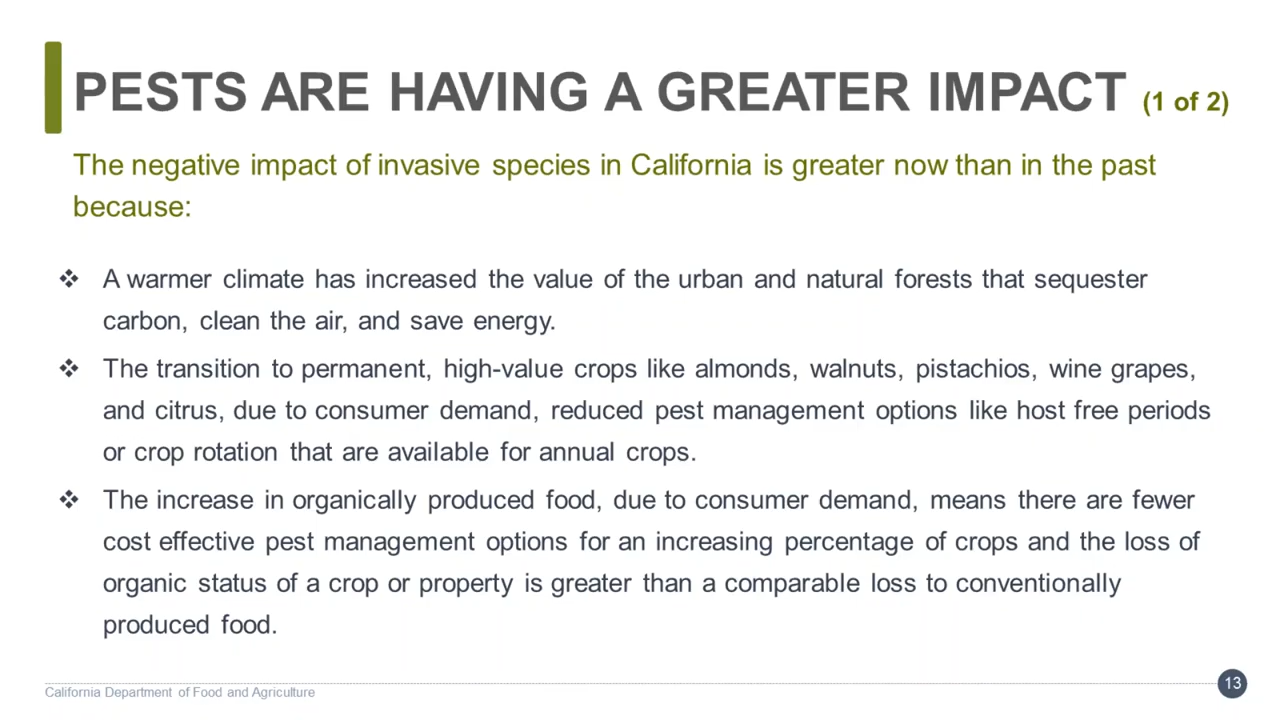 PESTS ARE HAVING A GREATER IMPACT (1 of 2)
The negative impact of invasive species in California is greater now than in the past
because:
❖ A warmer climate has increased the value of the urban and natural forests that sequester
carbon, clean the air, and save energy.
❖ The transition to permanent, high-value crops like almonds, walnuts, pistachios, wine grapes,
and citrus, due to consumer demand, reduced pest management options like host free periods
or crop rotation that are available for annual crops.
❖ The increase in organically produced food, due to consumer demand, means there are fewer
cost effective pest management options for an increasing percentage of crops and the loss of
organic status of a crop or property is greater than a comparable loss to conventionally
produced food.
California Department of Food and Agriculture
13